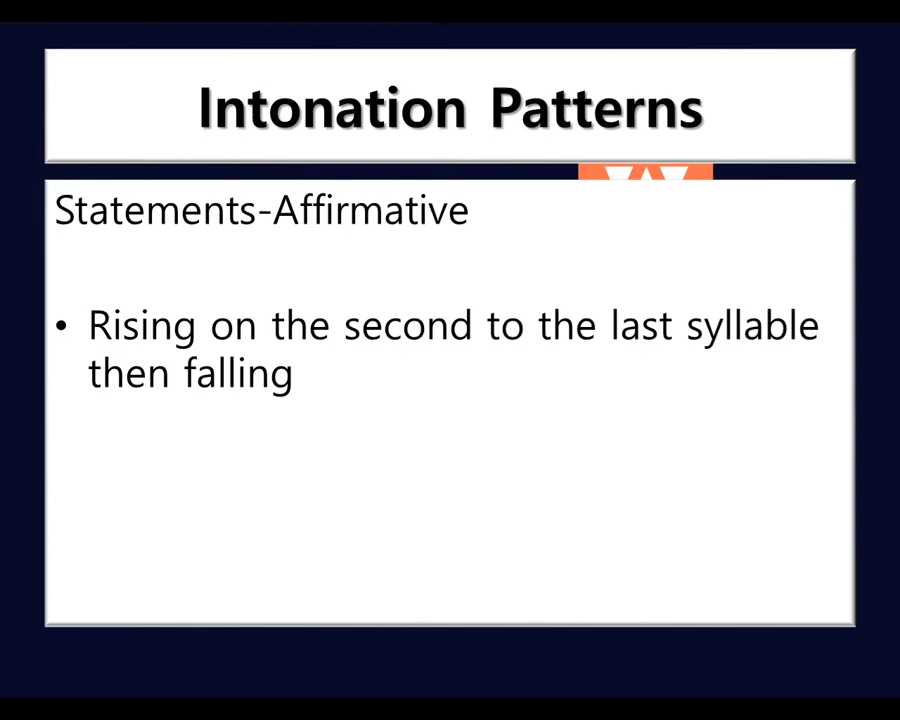 Intonation Patterns
Statements-Affirmative
• Rising on the second to the last syllable
then falling